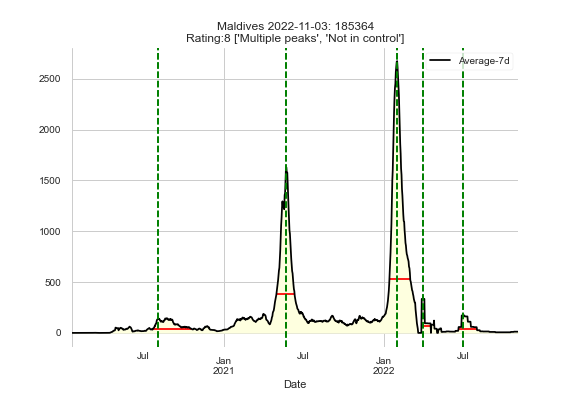 Maldives 2022-11-03: 185364
Rating:8 ['Multiple peaks', 'Not in control']
Average-7d
2500
2000
1500
1000
500
0
Jul
Jan
2021
Jul
Jan
2022
Jul
Date